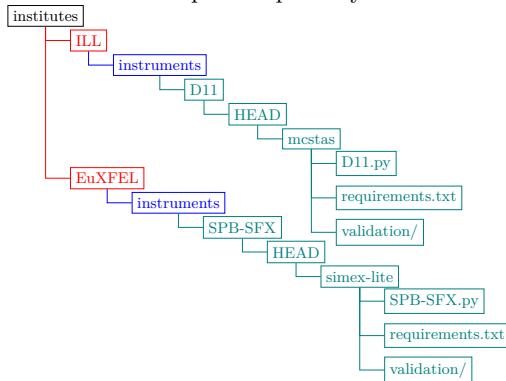 institutes
ILL
instruments
D11
HEAD
mcstas
D11.py
requirements.txt
validation/
EuXFEL
instruments
SPB-SFX
HEAD
simex-lite
SPB-SFX.py
requirements.txt
validation/